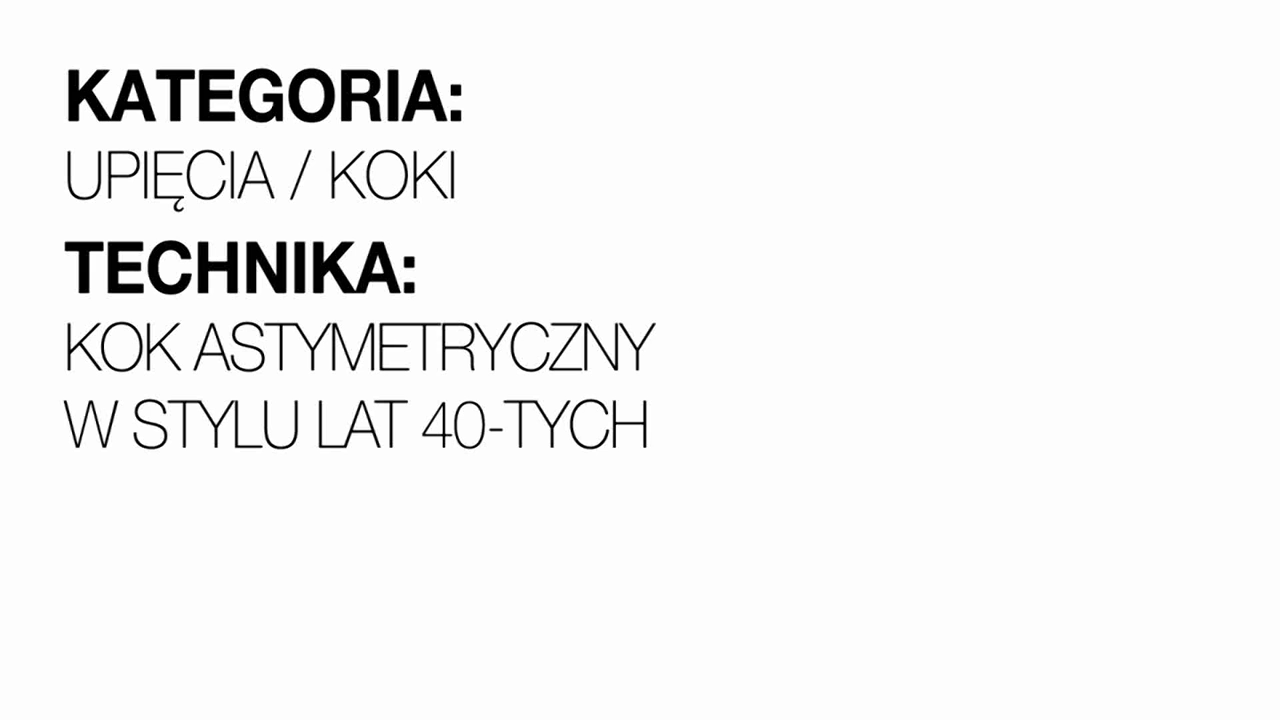 KATEGORIA:
UPIĘCIA / KOKI
TECHNIKA:
KOK ASTYMETRYCZNY
W STYLU LAT 40-TYCH